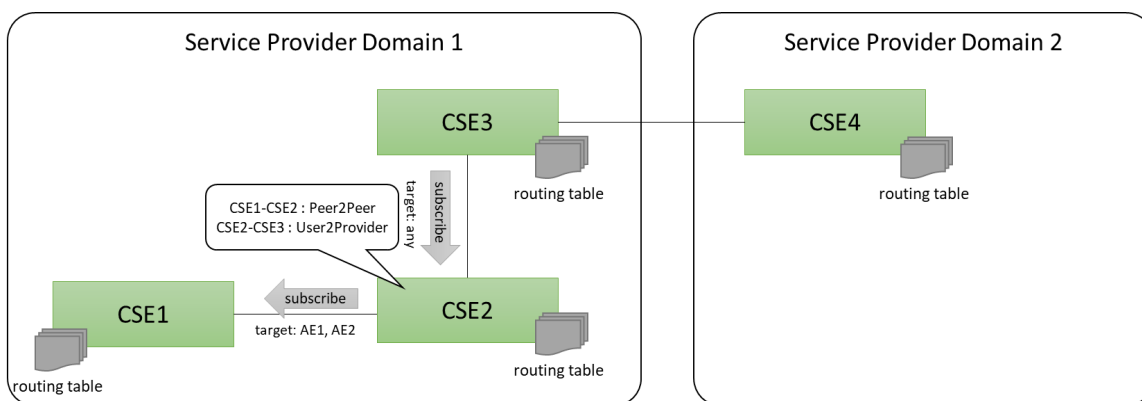 Service Provider Domain 1
Service Provider Domain 2
CSE3
CSE4
routing table
routing table
subscribe
target: any
CSE1-CSE2 : Peer2Peer
CSE2-CSE3 : User2Provider
CSE1
subscribe
target: AE1, AE2
CSE2
routing table
routing table